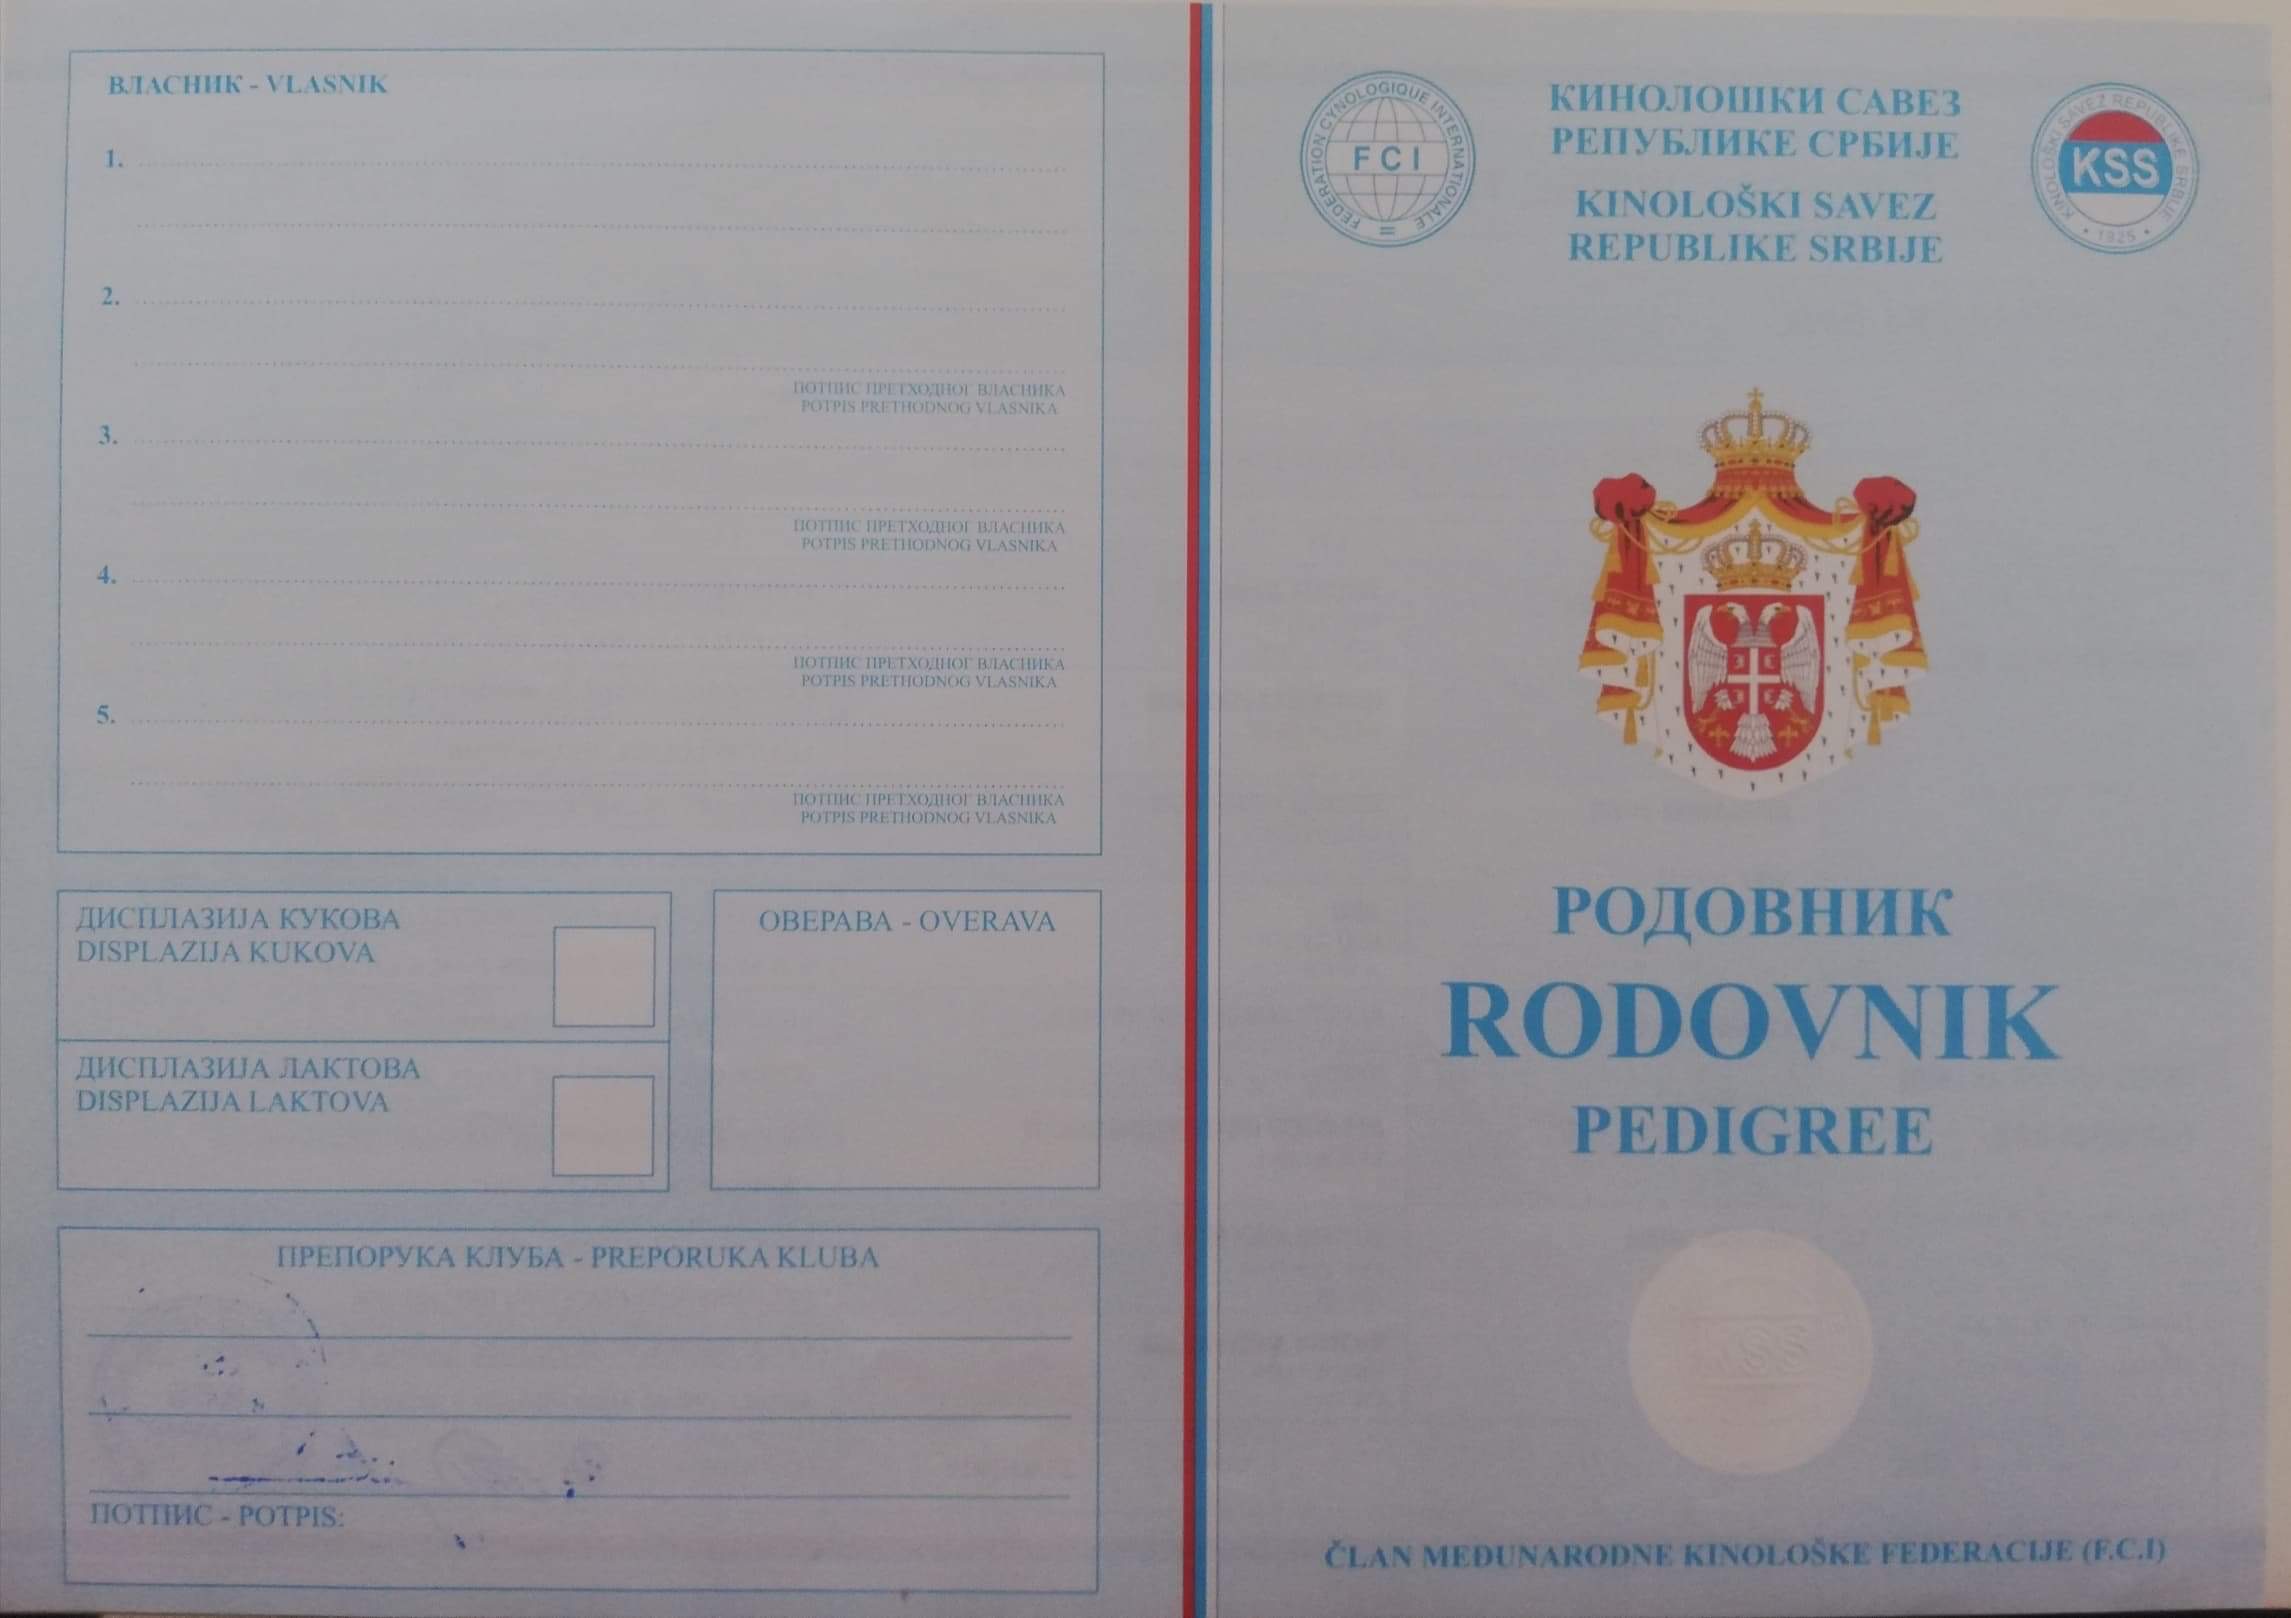 ВЛАСНИК - VLASNIK
1.
2.
ПОТПИС ПРЕТХОДНОГ ВЛАСНИКА
POTPIS PRETHODNOG VLASNIKA
3.
ПОТПИС ПРЕТХОДНОГ ВЛАСНИКА
POTPIS PRETHODNOG VLASNIKA
4.
ПОТПИС ПРЕТХОДНОГ ВЛАСНИКА
POTPIS PRETHODNOG VLASNIKA
5.
ПОТПИС ПРЕТХОДНОГ ВЛАСНИКА
POTPIS PRETHODNOG VLASNIKA
ДИСПЛАЗИЈА КУКОВА
DISPLAZIJA KUKOVA
ДИСПЛАЗИЈА ЛАКТОВА
DISPLAZIJA LAKTOVA
ОВЕРАВА - OVERAVA
ПРЕПОРУКА КЛУБА - PREPORUKA KLUBA
ПОТПИС - POTPIS:
FEDERATION CYNOLOGIQUE INTERNATIONALE
FCI
КИНОЛОШКИ САВЕЗ
РЕПУБЛИКЕ СРБИЈЕ
KINOLOŠKI SAVEZ
REPUBLIKE SRBIJE
KINOLOŠKI SAVEZ REPUBLIKE SRBIJE
KSS
• 1925 •
РОДОВНИК
RODOVNIK
PEDIGREE
KSS
ČLAN MEĐUNARODNE KINOLOŠKE FEDERACIJE (F.C.I)